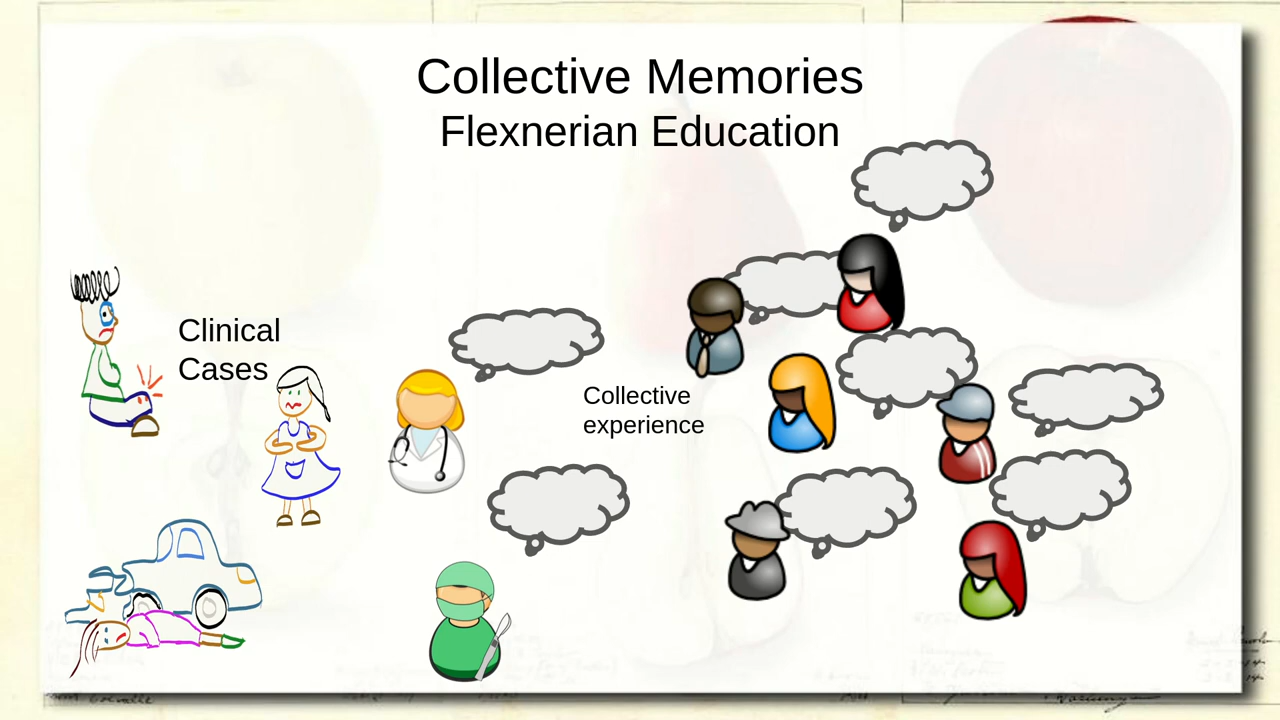 Collective Memories
Flexnerian Education
Clinical
Cases
Collective
experience